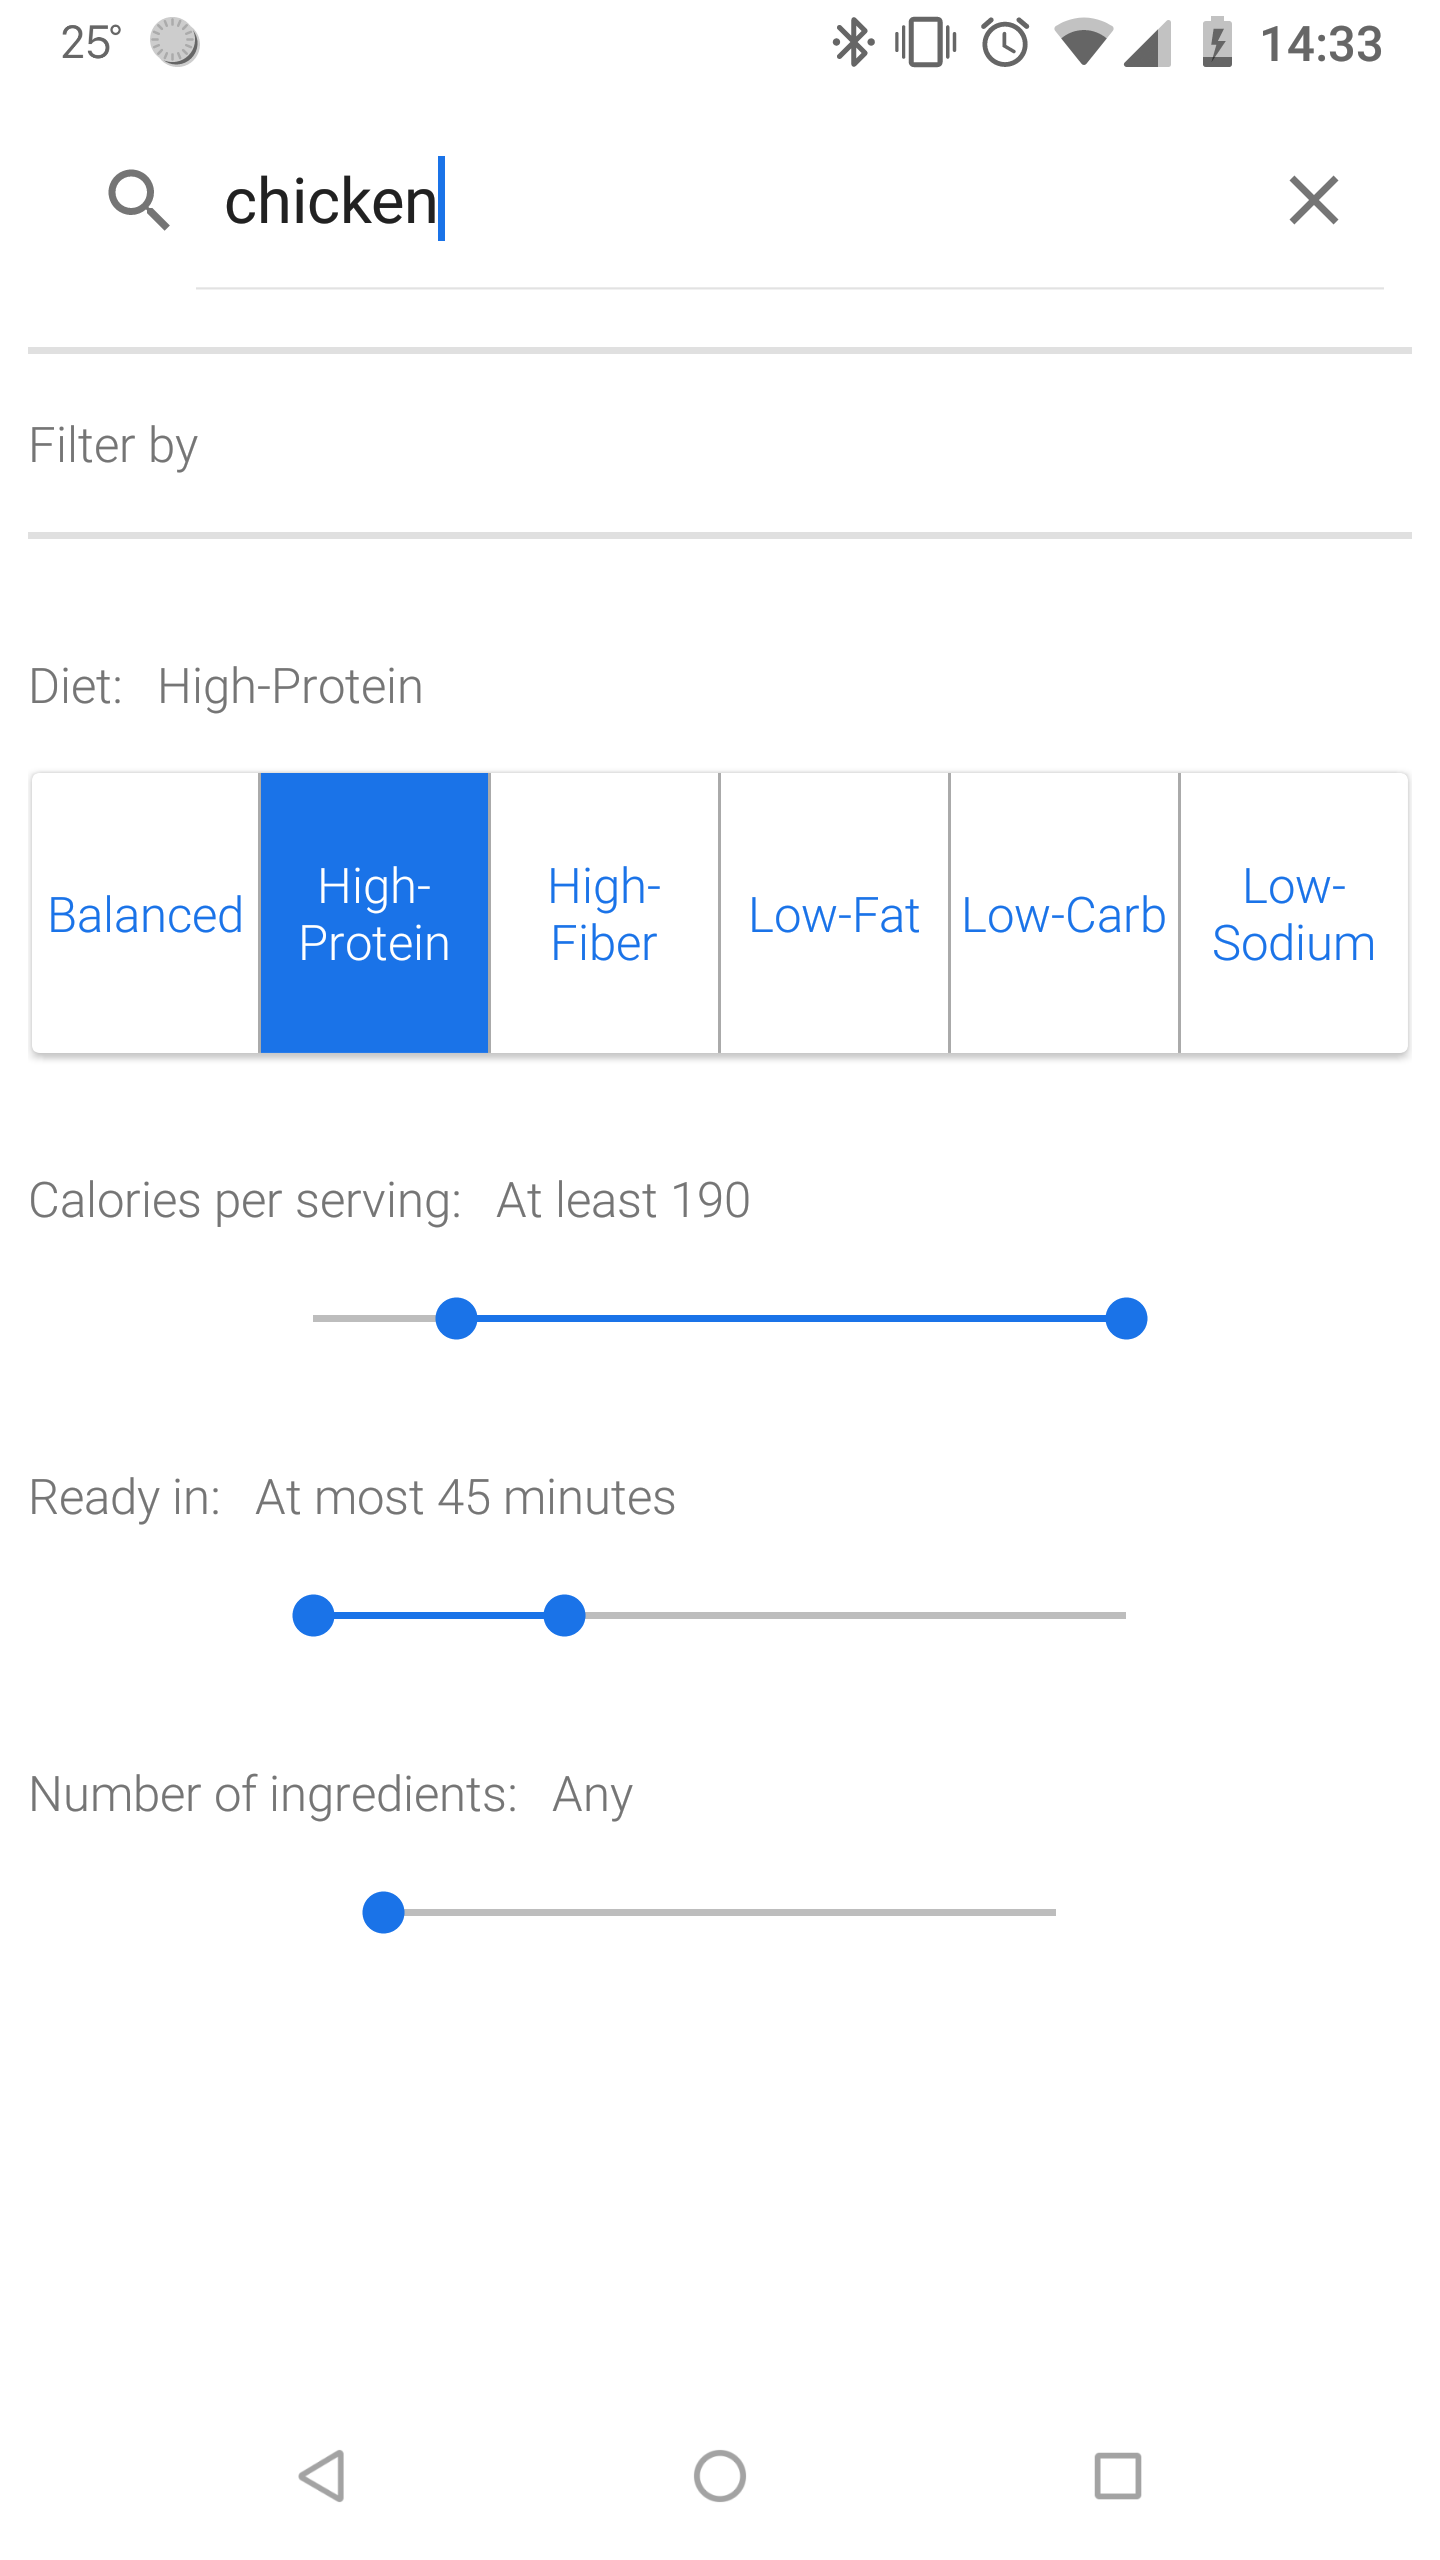 25° 14:33
chicken
Filter by
Diet: High-Protein
Balanced High-Protein High-Fiber Low-Fat Low-Carb Low-Sodium
Calories per serving: At least 190
Ready in: At most 45 minutes
Number of ingredients: Any